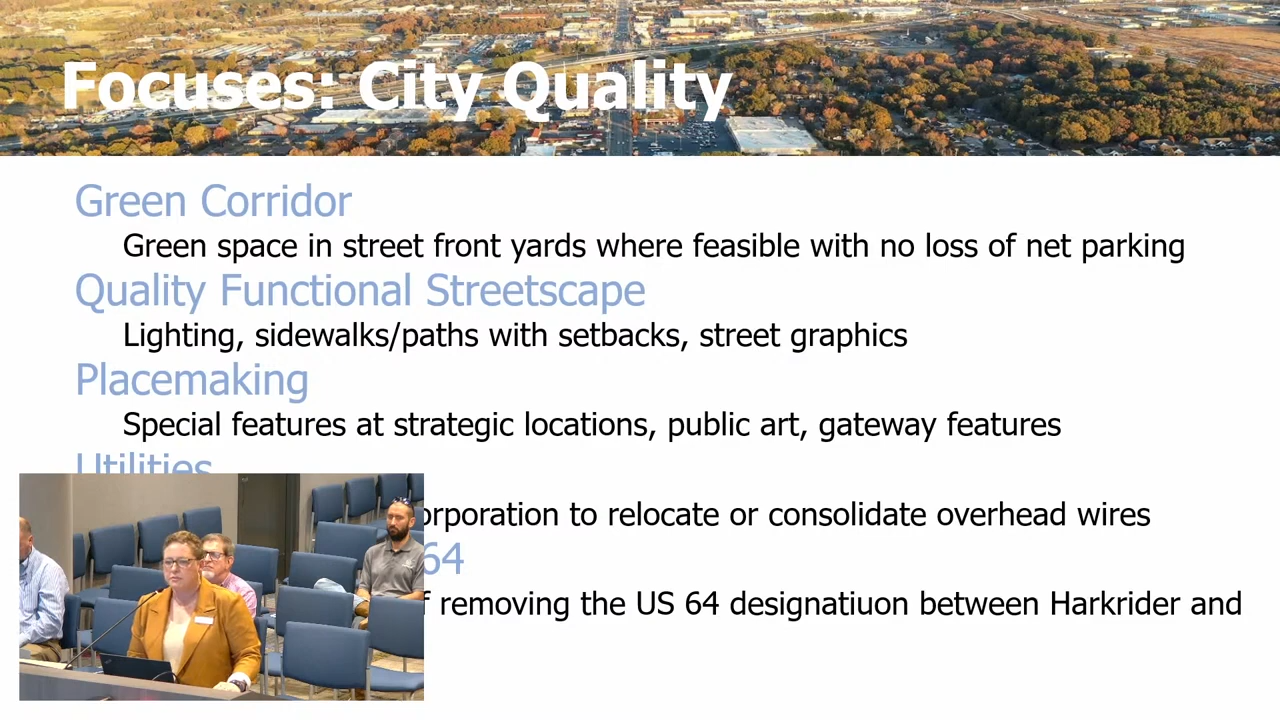 Focuses: City Quality
Green Corridor
Green space in street front yards where feasible with no loss of net parking
Quality Functional Streetscape
Lighting, sidewalks/paths with setbacks, street graphics
Placemaking
Special features at strategic locations, public art, gateway features
Utilities
to relocate or consolidate overhead wires
64
removing the US 64 designatiuon between Harkrider and